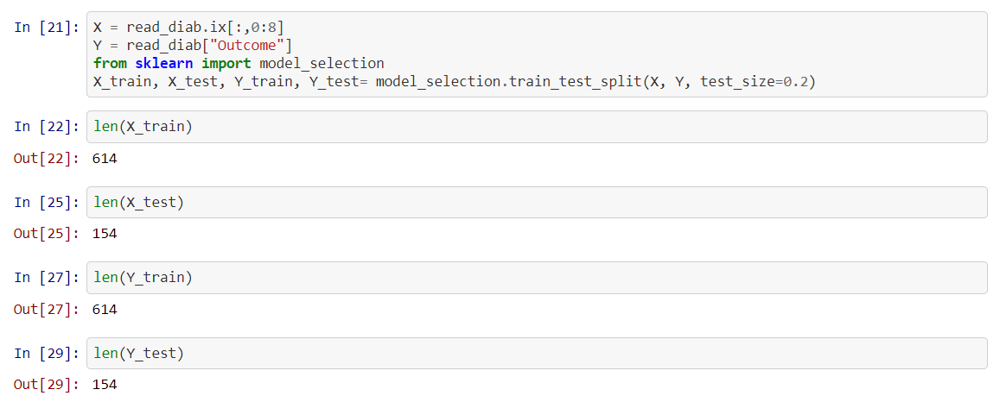 In [21]: X = read_diab.ix[:,0:8]
Y = read_diab["Outcome"]
from sklearn import model_selection
X_train, X_test, Y_train, Y_test= model_selection.train_test_split(X, Y, test_size=0.2)
In [22]: len(X_train)
Out[22]: 614
In [25]: len(X_test)
Out[25]: 154
In [27]: len(Y_train)
Out[27]: 614
In [29]: len(Y_test)
Out[29]: 154